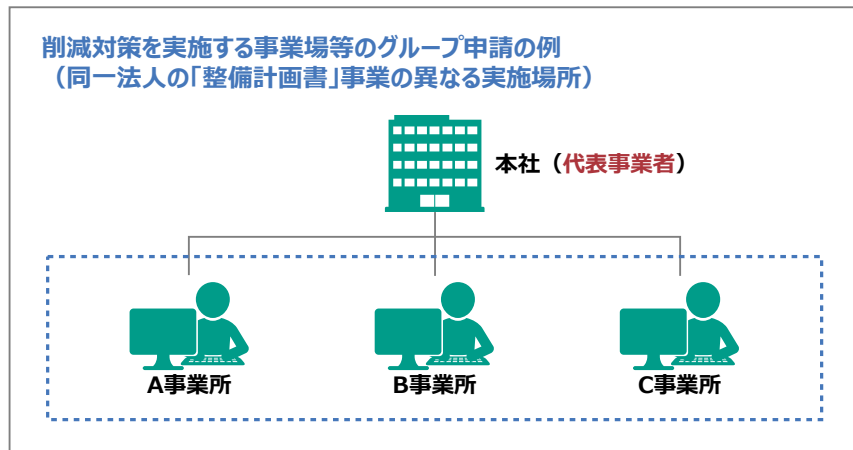 削減対策を実施する事業場等のグループ申請の例
（同一法人の「整備計画書」事業の異なる実施場所）
本社（代表事業者）
A事業所
B事業所
C事業所